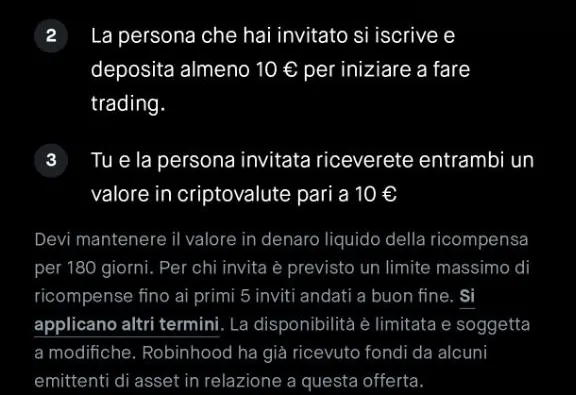 2 La persona che hai invitato si iscrive e
deposita almeno 10 € per iniziare a fare
trading.
3 Tu e la persona invitata riceverete entrambi un
valore in criptovalute pari a 10 €
Devi mantenere il valore in denaro liquido della ricompensa
per 180 giorni. Per chi invita è previsto un limite massimo di
ricompense fino ai primi 5 inviti andati a buon fine. Si
applicano altri termini. La disponibilità è limitata e soggetta
a modifiche. Robinhood ha già ricevuto fondi da alcuni
emittenti di asset in relazione a questa offerta.